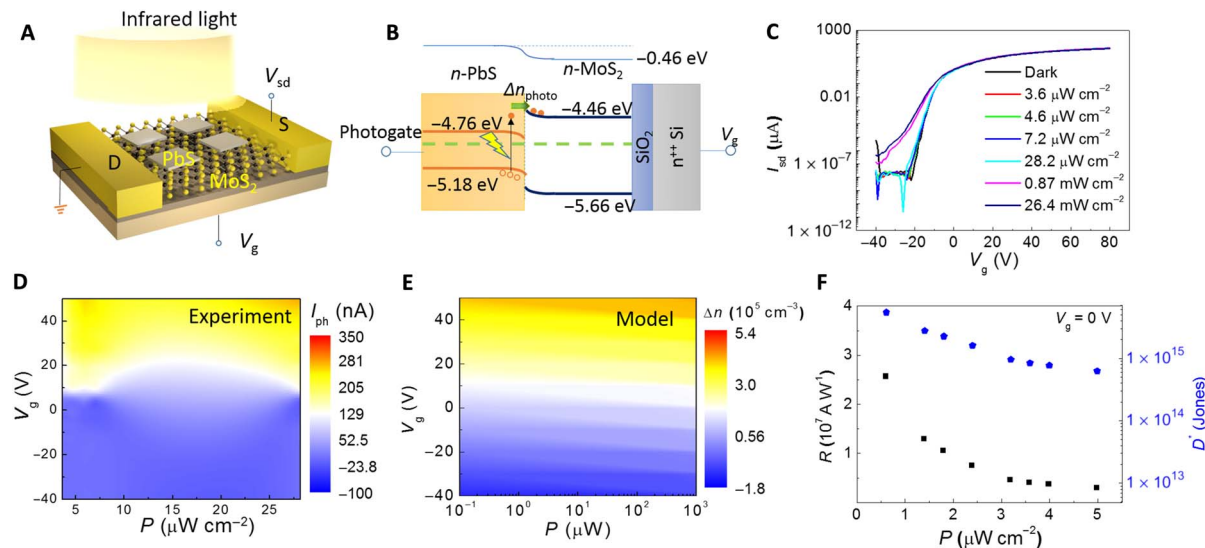 A
Infrared light
V_sd
S
D
PbS
MoS₂
V_g
B
−0.46 eV
n-PbS
n-MoS₂
Δn_photo
−4.46 eV
−4.76 eV
Photogate
V_g
SiO₂
n⁺⁺ Si
−5.18 eV
−5.66 eV
C
1000
0.01
1 × 10⁻⁷
1 × 10⁻¹²
I_sd (μA)
Dark
3.6 μW cm⁻²
4.6 μW cm⁻²
7.2 μW cm⁻²
28.2 μW cm⁻²
0.87 mW cm⁻²
26.4 mW cm⁻²
−40 −20 0 20 40 60 80
V_g (V)
D
Experiment
I_ph (nA)
350
281
205
129
52.5
−23.8
−100
40
20
0
−20
−40
V_g (V)
5 10 15 20 25
P (μW cm⁻²)
E
Model
Δn (10⁵ cm⁻³)
5.4
3.0
0.56
−1.8
40
20
0
−20
−40
V_g (V)
10⁻¹ 10⁰ 10¹ 10² 10³
P (μW)
F
V_g = 0 V
4
3
2
1
R (10⁷ A W⁻¹)
1 × 10¹⁵
1 × 10¹⁴
1 × 10¹³
D* (Jones)
0 1 2 3 4 5
P (μW cm⁻²)